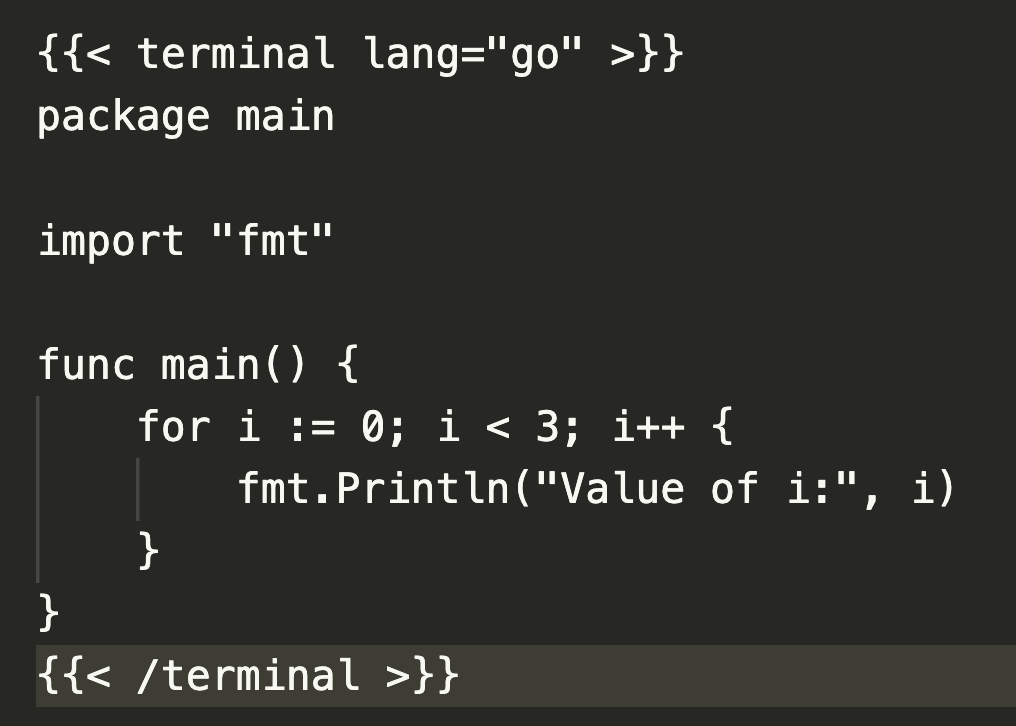 {{< terminal lang="go" >}}
package main

import "fmt"

func main() {
    for i := 0; i < 3; i++ {
        fmt.Println("Value of i:", i)
    }
}
{{< /terminal >}}